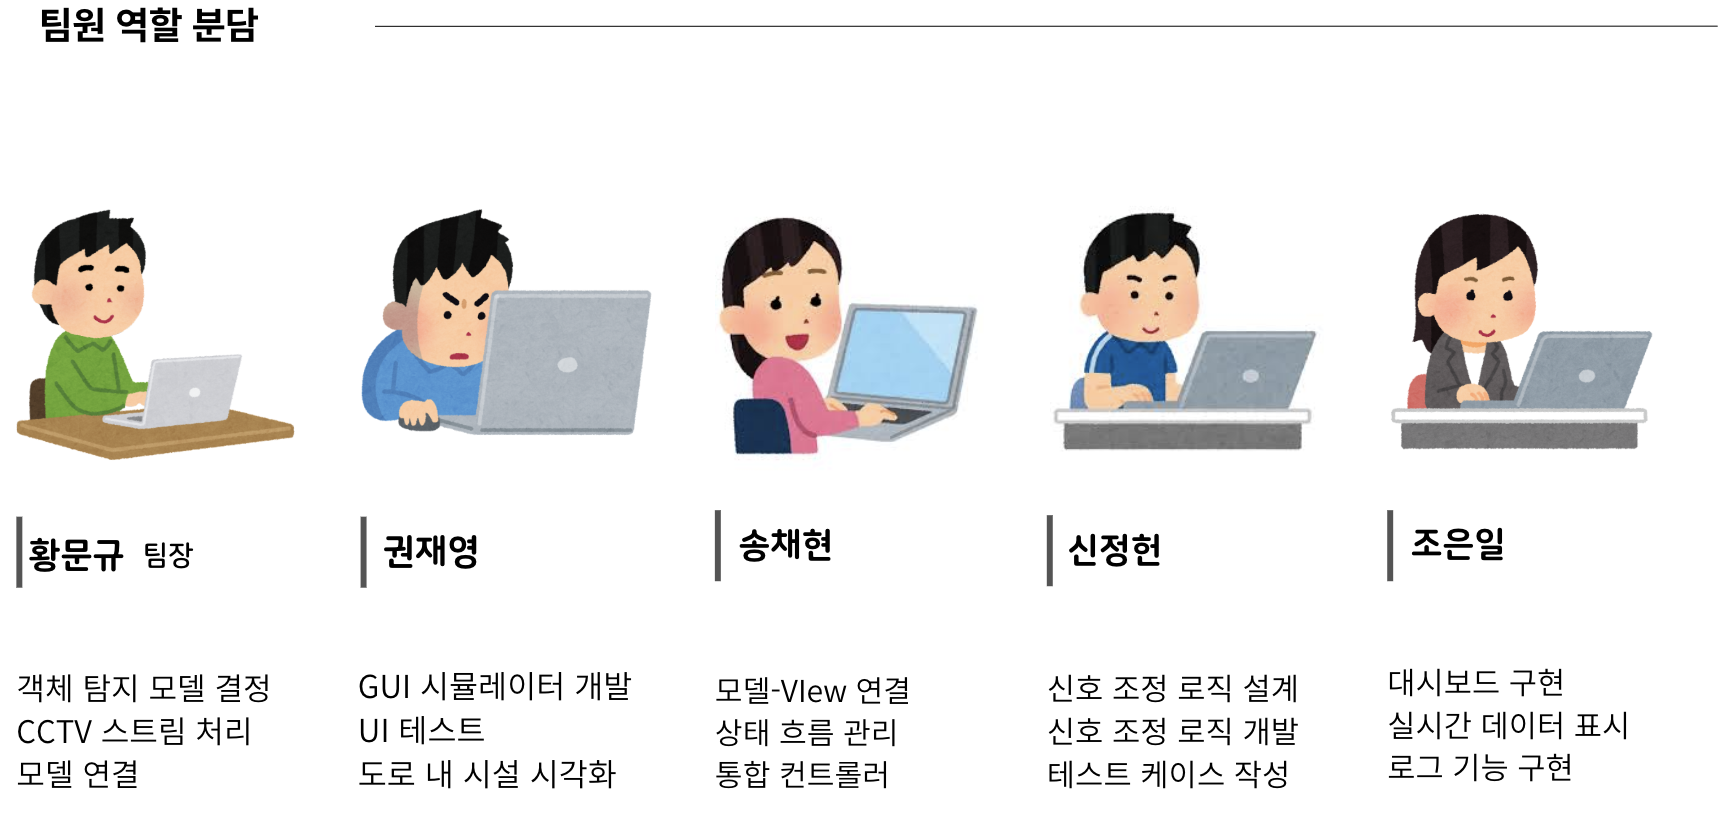 팀원 역할 분담
황문규 팀장
객체 탐지 모델 결정
CCTV 스트림 처리
모델 연결
권재영
GUI 시뮬레이터 개발
UI 테스트
도로 내 시설 시각화
송채현
모델-VIew 연결
상태 흐름 관리
통합 컨트롤러
신정헌
신호 조정 로직 설계
신호 조정 로직 개발
테스트 케이스 작성
조은일
대시보드 구현
실시간 데이터 표시
로그 기능 구현